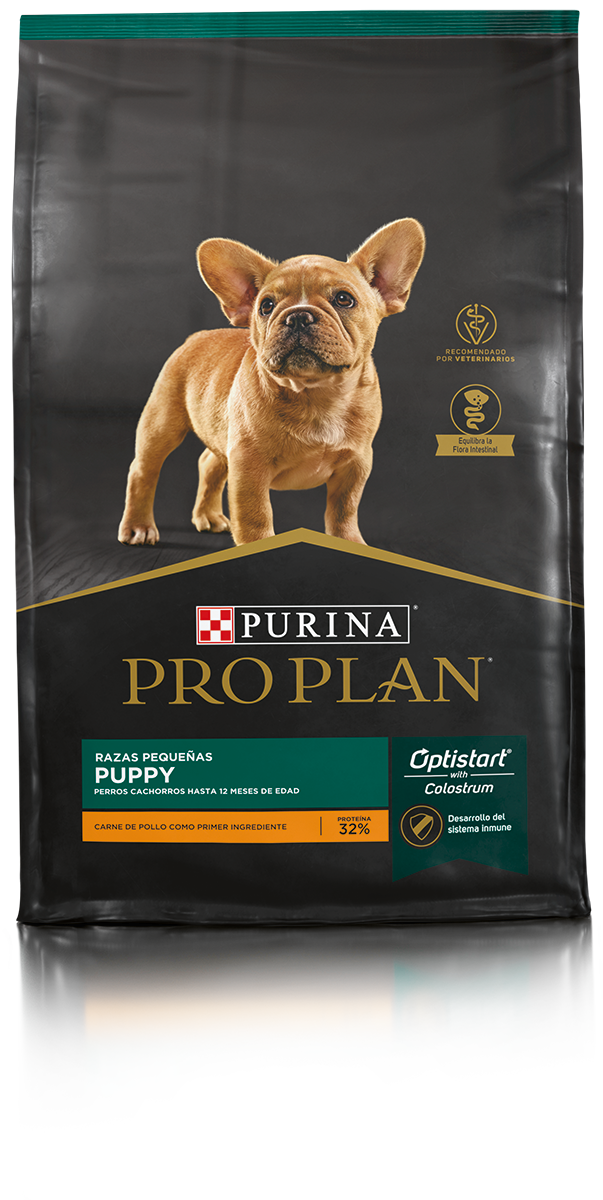 RECOMENDADO
POR VETERINARIOS
Equilibra la
Flora Intestinal
PURINA®
PRO PLAN®
RAZAS PEQUEÑAS
PUPPY
PERROS CACHORROS HASTA 12 MESES DE EDAD
CARNE DE POLLO COMO PRIMER INGREDIENTE
PROTEÍNA
32%
Optistart®
with
Colostrum
Desarrollo del
sistema inmune